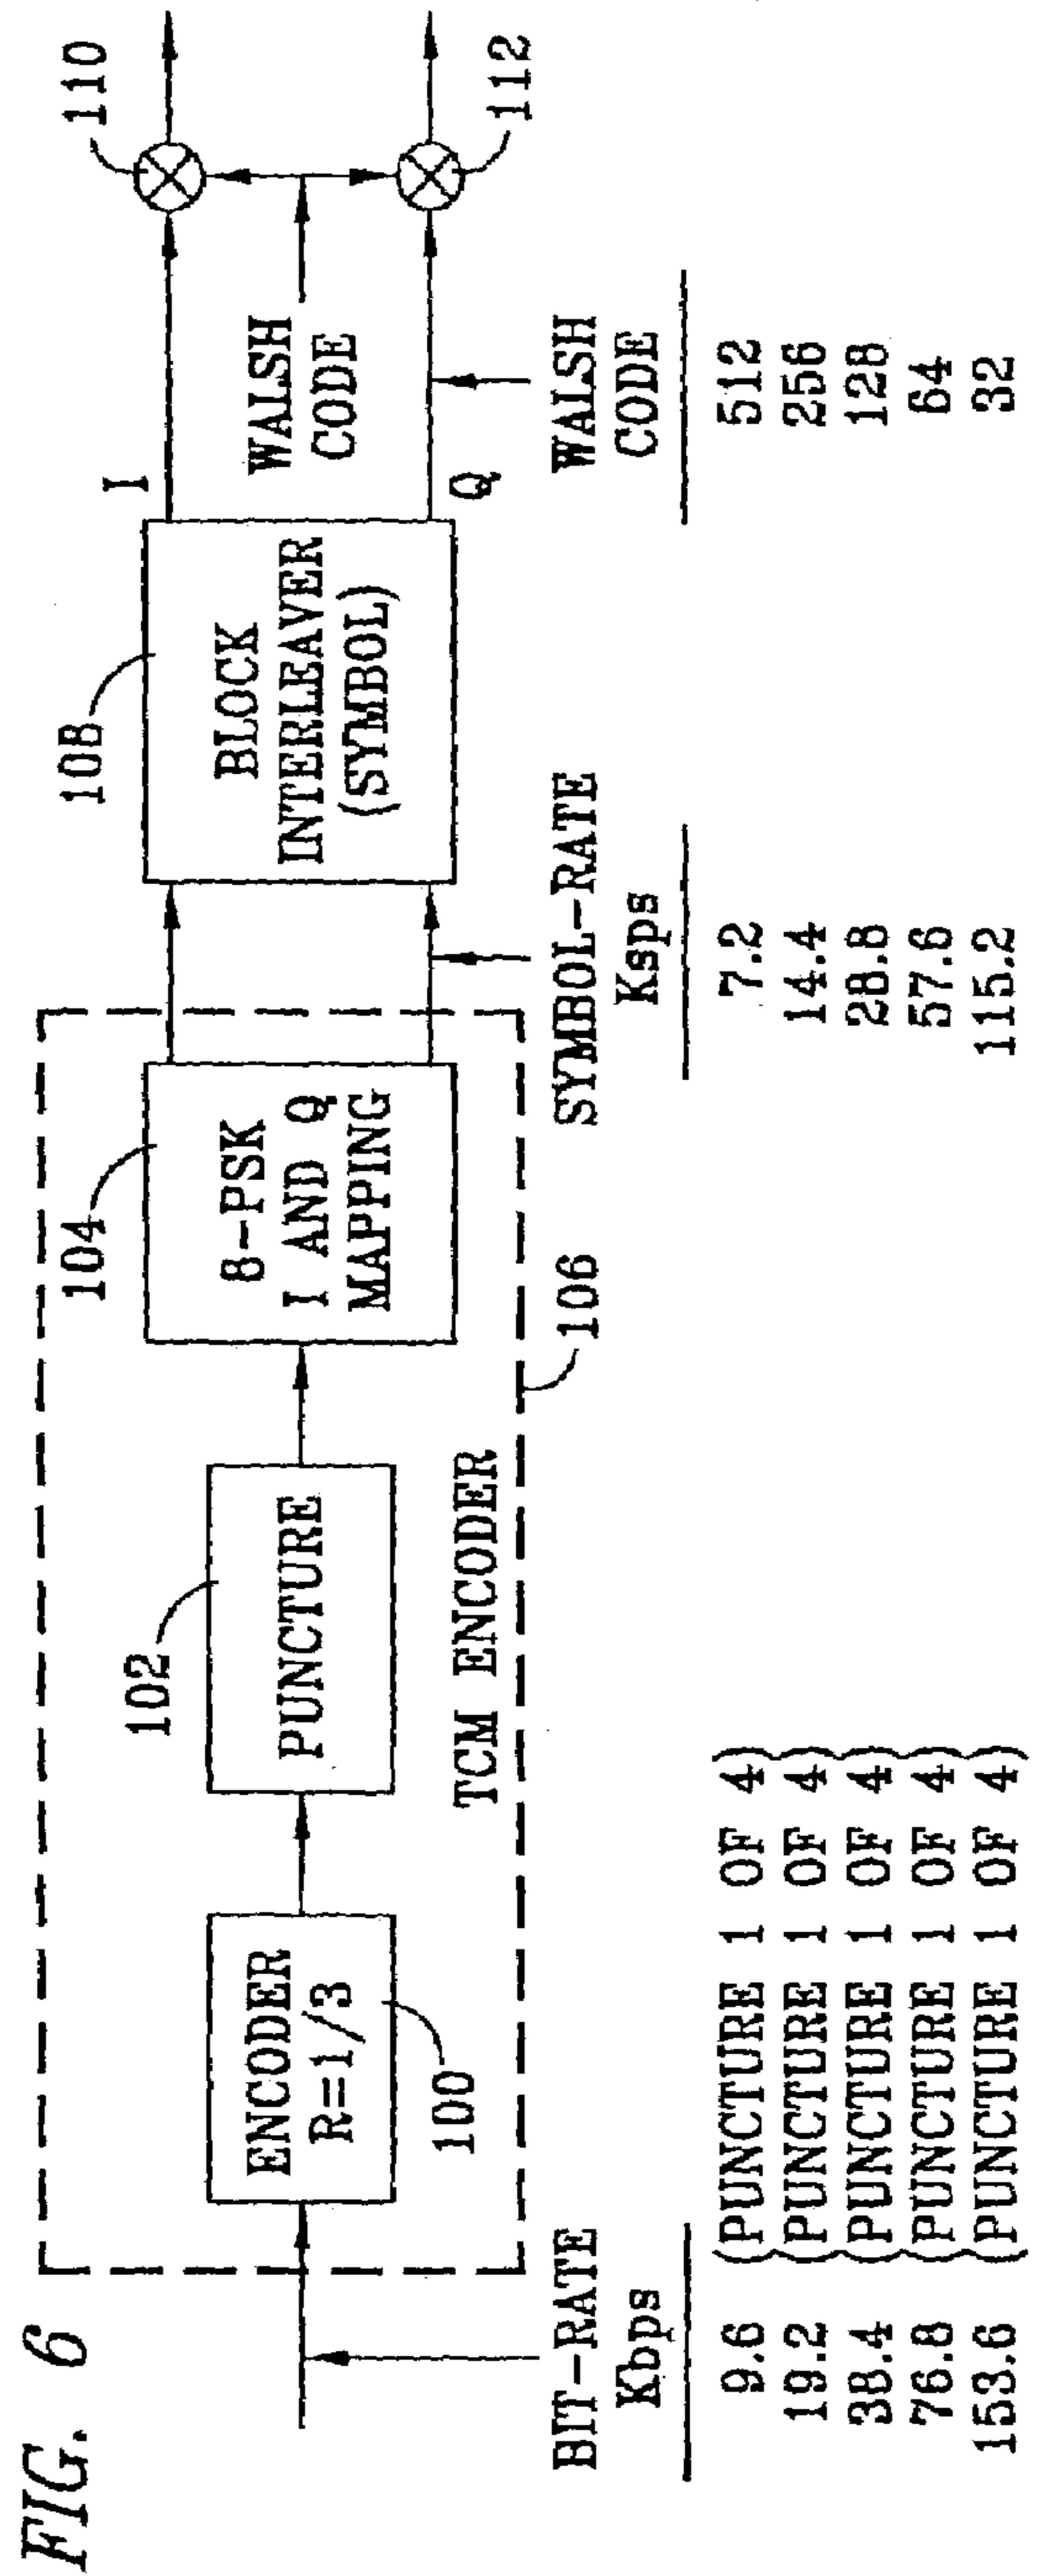 FIG. 6
110
108
104
102
I
ENCODER
R=1/3
PUNCTURE
8-PSK
I AND Q
MAPPING
BLOCK
INTERLEAVER
(SYMBOL)
WALSH
CODE
100
TCM ENCODER
106
Q
112
BIT-RATE
Kbps
SYMBOL-RATE
Ksps
WALSH
CODE
9.6 (PUNCTURE 1 OF 4) 7.2 512
19.2 (PUNCTURE 1 OF 4) 14.4 256
38.4 (PUNCTURE 1 OF 4) 28.8 128
76.8 (PUNCTURE 1 OF 4) 57.6 64
153.6 (PUNCTURE 1 OF 4) 115.2 32